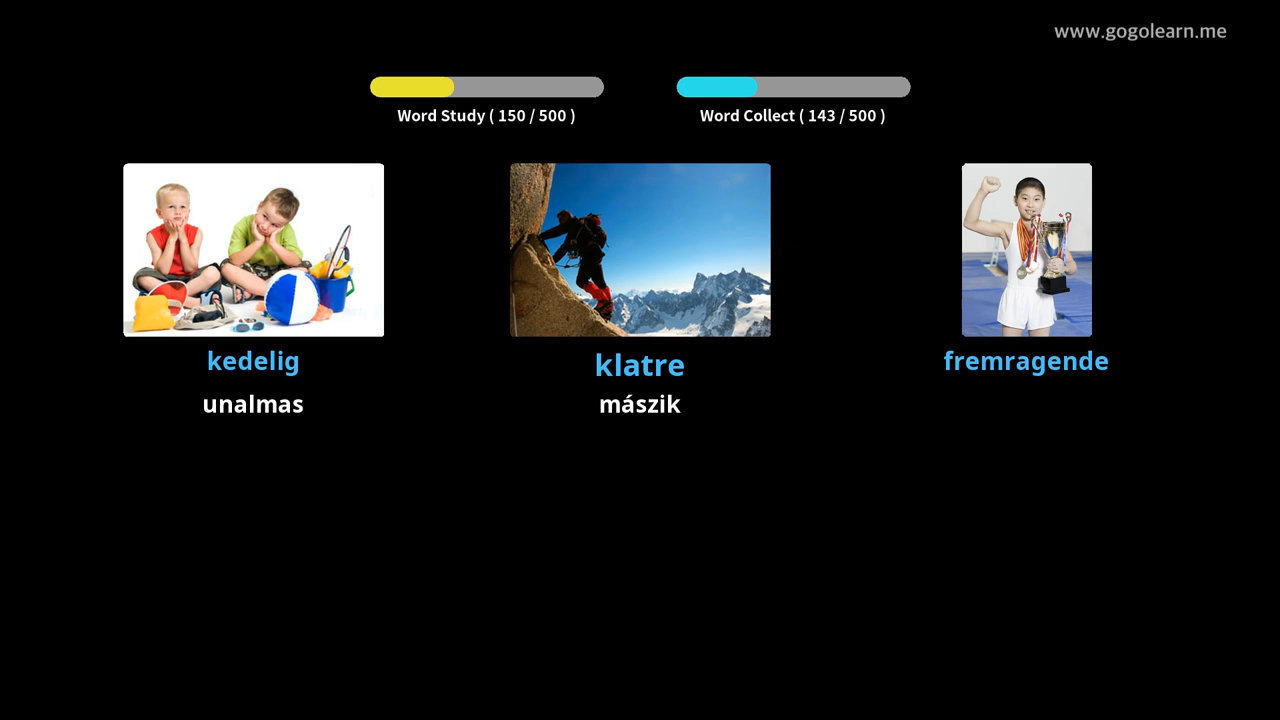 www.gogolearn.me
Word Study ( 150 / 500 )
Word Collect ( 143 / 500 )
kedelig
klatre
fremragende
unalmas
mászik